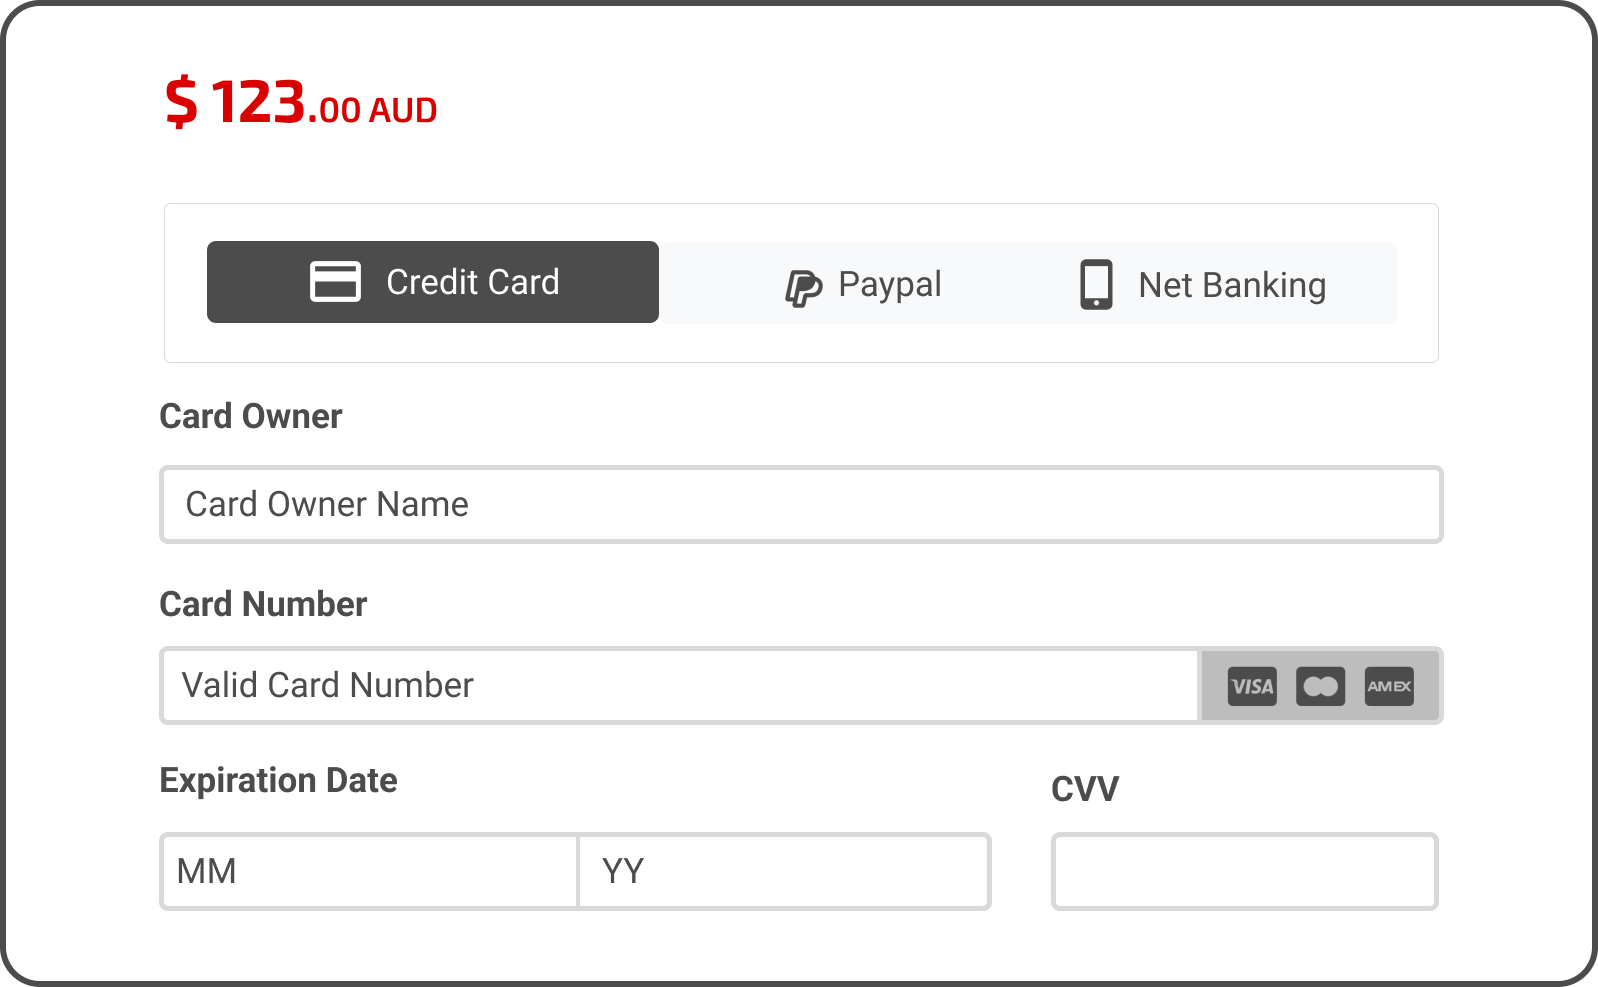 $ 123.00 AUD
Credit Card Paypal Net Banking
Card Owner
Card Owner Name
Card Number
Valid Card Number VISA AMEX
Expiration Date CVV
MM YY